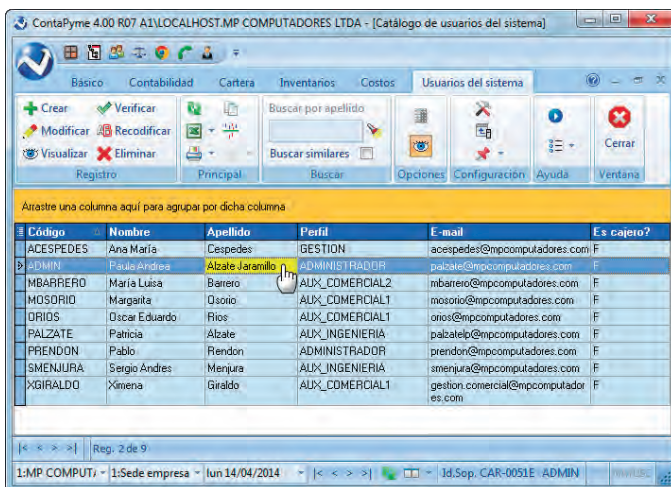 ContaPyme 4.00 R07 A1\LOCALHOST.MP COMPUTADORES LTDA - [Catálogo de usuarios del sistema]
Básico Contabilidad Cartera Inventarios Costos Usuarios del sistema
Crear Verificar Buscar por apellido
Modificar Recodificar
Visualizar Eliminar Buscar similares Cerrar
Registro Principal Buscar Opciones Configuración Ayuda Ventana
Arrastre una columna aquí para agrupar por dicha columna
Código Nombre Apellido Perfil E-mail Es cajero?
ACESPEDES Ana María Cespedes GESTION acespedes@mpcomputadores.com F
ADMIN Paula Andrea Alzate Jaramillo ADMINISTRADOR palzate@mpcomputadores.com F
MBARRERO María Luisa Barrero AUX_COMERCIAL2 mbarrero@mpcomputadores.com F
MOSORIO Margarita Osorio AUX_COMERCIAL1 mosorio@mpcomputadores.com F
ORIOS Oscar Eduardo Rios AUX_COMERCIAL1 orios@mpcomputadores.com F
PALZATE Patricia Alzate AUX_INGENIERIA palzatelp@mpcomputadores.com F
PRENDON Pablo Rendon ADMINISTRADOR prendon@mpcomputadores.com F
SMENJURA Sergio Andres Menjura AUX_INGENIERIA smenjura@mpcomputadores.com F
XGIRALDO Ximena Giraldo AUX_COMERCIAL1 gestion.comercial@mpcomputador F
es.com
Reg. 2 de 9
1:MP COMPUT. 1:Sede empresa lun 14/04/2014 Id.Sop. CAR-0051E ADMIN